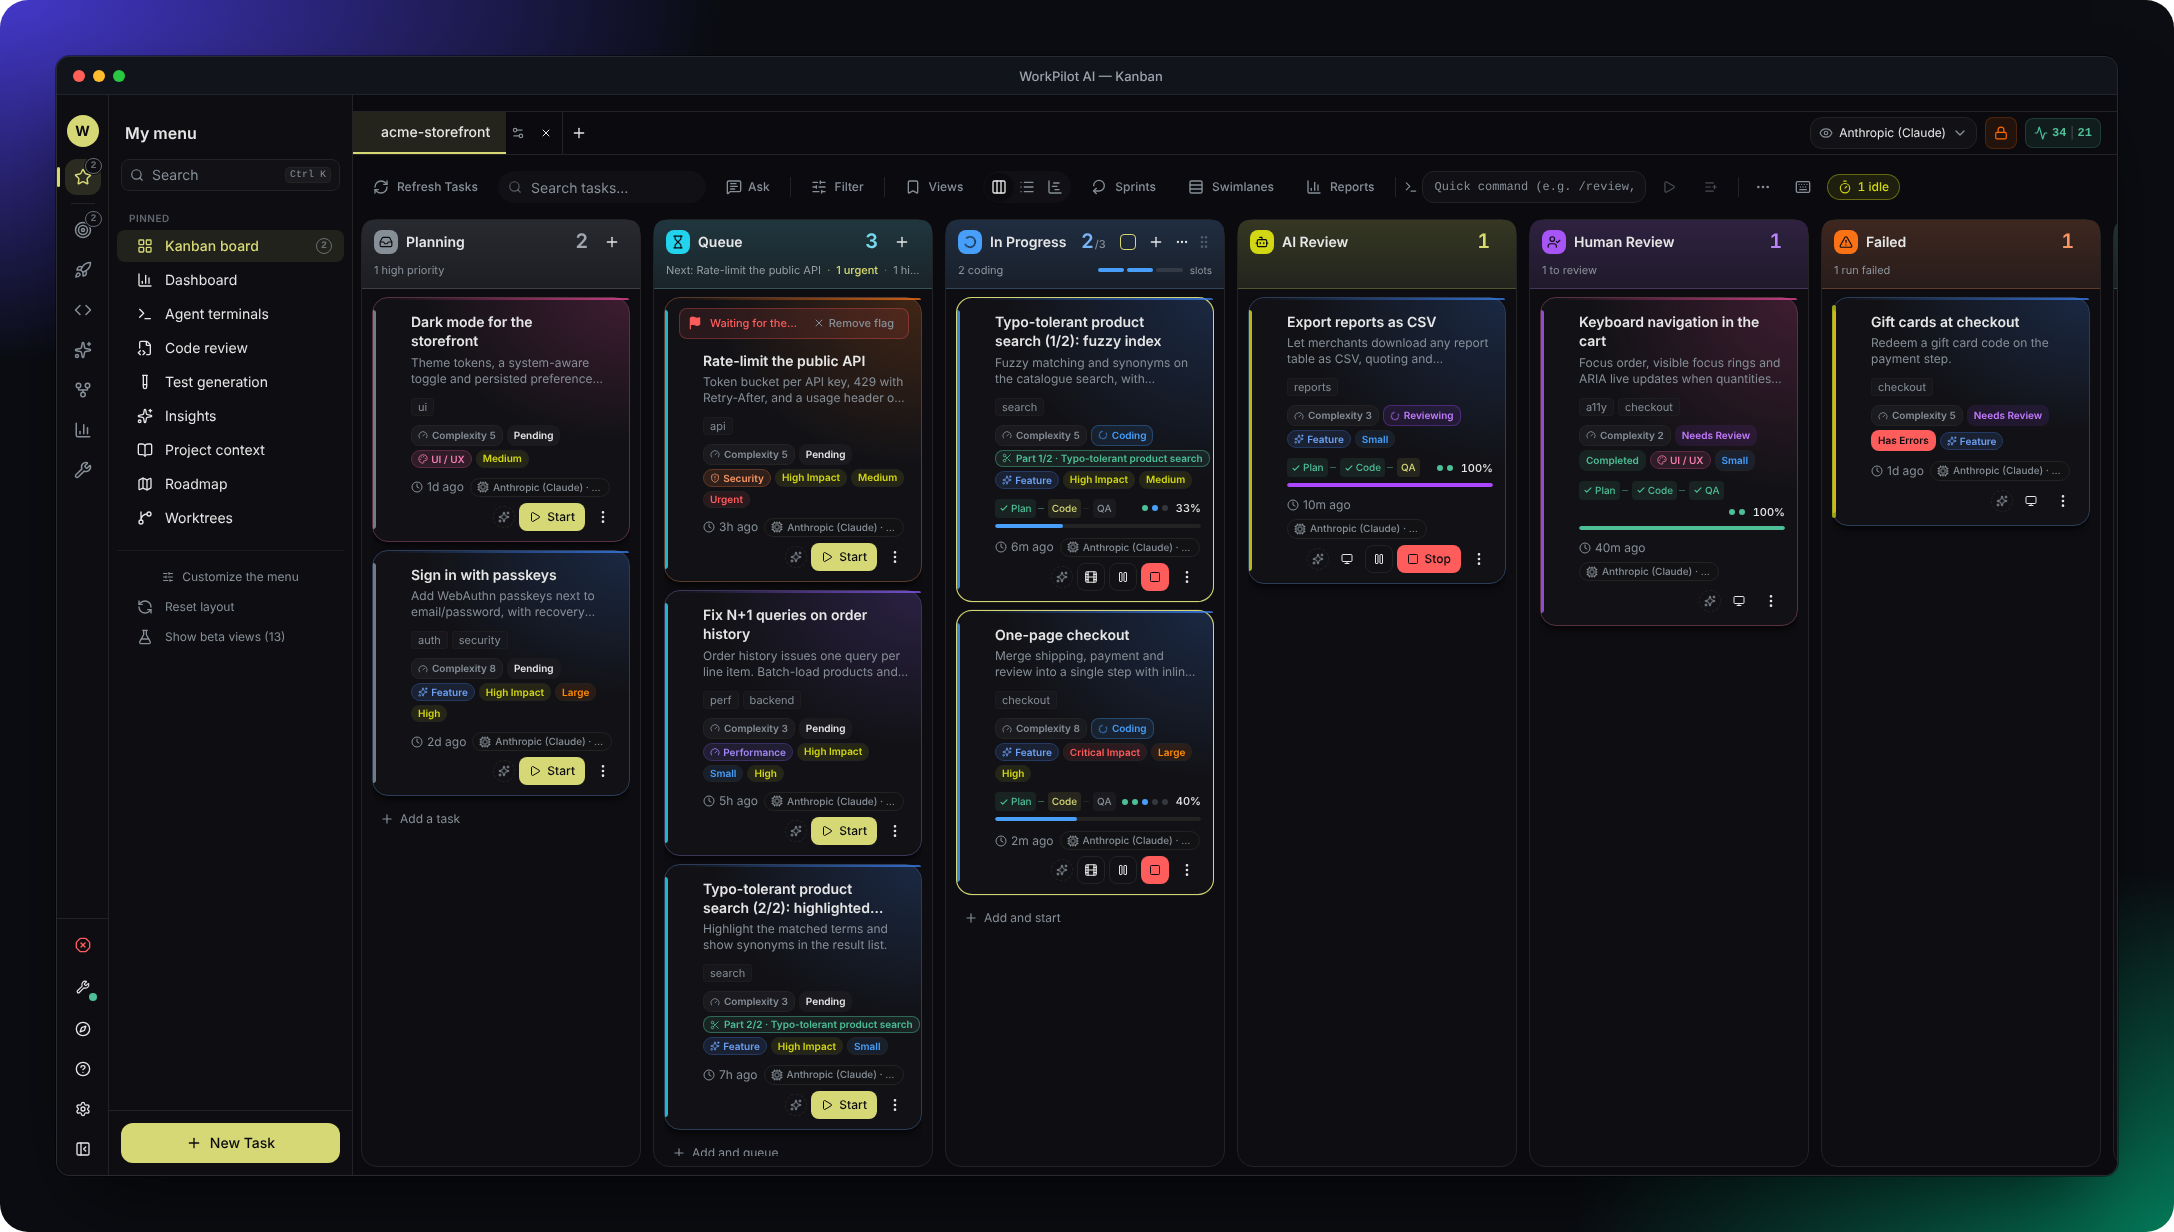 WorkPilot AI — Kanban
W
2
2
My menu
Search
Ctrl K
PINNED
Kanban board
2
Dashboard
Agent terminals
Code review
Test generation
Insights
Project context
Roadmap
Worktrees
Customize the menu
Reset layout
Show beta views (13)
New Task
acme-storefront
Anthropic (Claude)
34 | 21
Refresh Tasks
Search tasks...
Ask
Filter
Views
Sprints
Swimlanes
Reports
Quick command (e.g. /review,
1 idle
Planning
2
1 high priority
Dark mode for the
storefront
Theme tokens, a system-aware
toggle and persisted preference...
ui
Complexity 5
Pending
UI / UX
Medium
1d ago
Anthropic (Claude) · ...
Start
Sign in with passkeys
Add WebAuthn passkeys next to
email/password, with recovery...
auth
security
Complexity 8
Pending
Feature
High Impact
Large
High
2d ago
Anthropic (Claude) · ...
Start
Add a task
Queue
3
Next: Rate-limit the public API · 1 urgent · 1 hi...
Waiting for the...
Remove flag
Rate-limit the public API
Token bucket per API key, 429 with
Retry-After, and a usage header o...
api
Complexity 5
Pending
Security
High Impact
Medium
Urgent
3h ago
Anthropic (Claude) · ...
Start
Fix N+1 queries on order
history
Order history issues one query per
line item. Batch-load products and...
perf
backend
Complexity 3
Pending
Performance
High Impact
Small
High
5h ago
Anthropic (Claude) · ...
Start
Typo-tolerant product
search (2/2): highlighted...
Highlight the matched terms and
show synonyms in the result list.
search
Complexity 3
Pending
Part 2/2 · Typo-tolerant product search
Feature
High Impact
Small
7h ago
Anthropic (Claude) · ...
Start
Add and queue
In Progress
2/3
2 coding
slots
Typo-tolerant product
search (1/2): fuzzy index
Fuzzy matching and synonyms on
the catalogue search, with...
search
Complexity 5
Coding
Part 1/2 · Typo-tolerant product search
Feature
High Impact
Medium
Plan – Code – QA
33%
6m ago
Anthropic (Claude) · ...
One-page checkout
Merge shipping, payment and
review into a single step with inlin...
checkout
Complexity 8
Coding
Feature
Critical Impact
Large
High
Plan – Code – QA
40%
2m ago
Anthropic (Claude) · ...
Add and start
AI Review
1
Export reports as CSV
Let merchants download any report
table as CSV, quoting and...
reports
Complexity 3
Reviewing
Feature
Small
Plan – Code – QA
100%
10m ago
Anthropic (Claude) · ...
Stop
Human Review
1
1 to review
Keyboard navigation in the
cart
Focus order, visible focus rings and
ARIA live updates when quantities...
a11y
checkout
Complexity 2
Needs Review
Completed
UI / UX
Small
Plan – Code – QA
100%
40m ago
Anthropic (Claude) · ...
Failed
1
1 run failed
Gift cards at checkout
Redeem a gift card code on the
payment step.
checkout
Complexity 5
Needs Review
Has Errors
Feature
1d ago
Anthropic (Claude) · ...